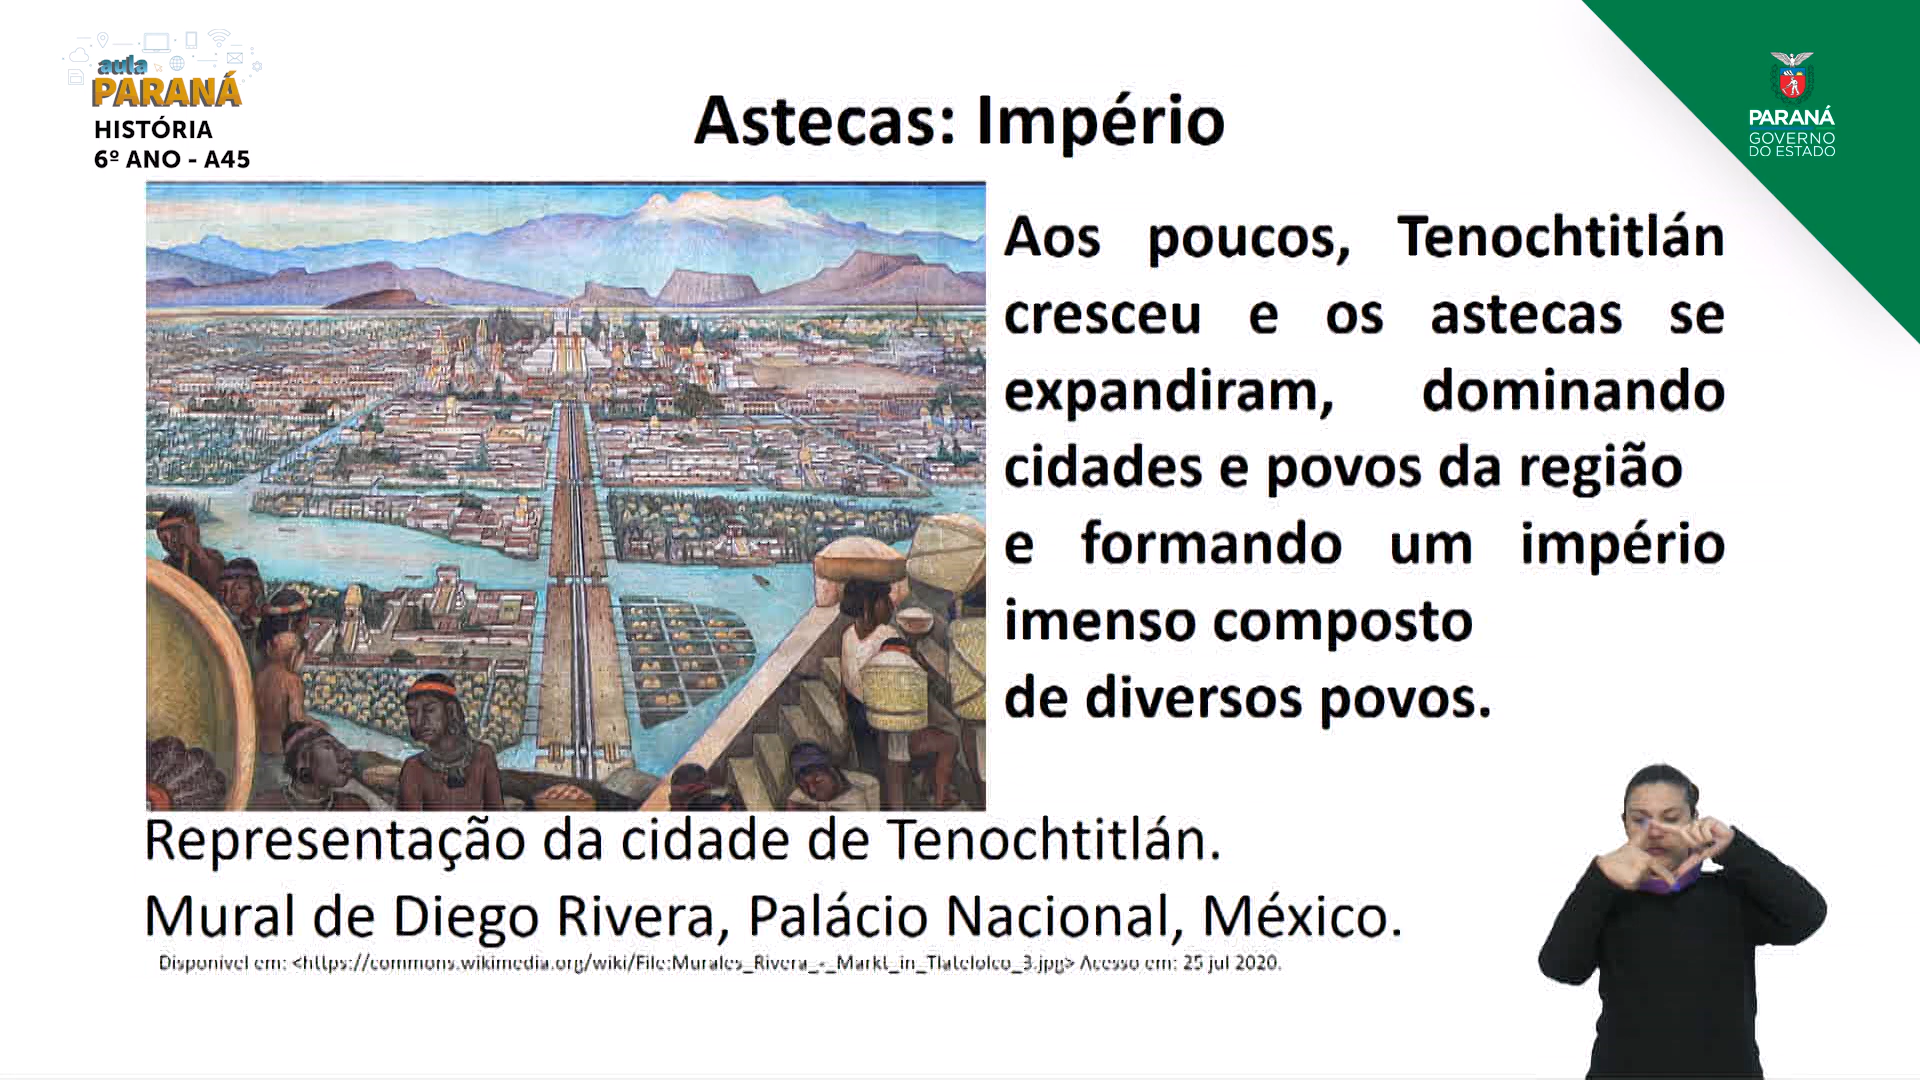 aula
PARANÁ
HISTÓRIA
6º ANO - A45
PARANÁ
GOVERNO
DO ESTADO
Astecas: Império
Aos poucos, Tenochtitlán
cresceu e os astecas se
expandiram, dominando
cidades e povos da região
e formando um império
imenso composto
de diversos povos.
Representação da cidade de Tenochtitlán.
Mural de Diego Rivera, Palácio Nacional, México.
Disponível em: <https://commons.wikimedia.org/wiki/File:Murales_Rivera_-_Markt_in_Tlatelolco_3.jpg> Acesso em: 25 jul 2020.